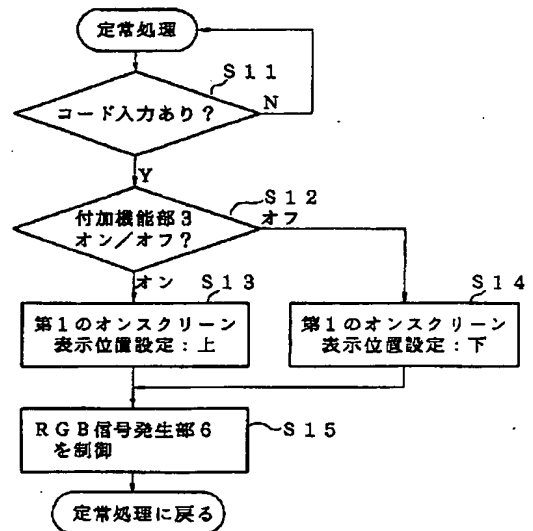 定常処理
S11
コード入力あり？
N
Y
S12
付加機能部3
オン／オフ？
オフ
オン
S13
S14
第1のオンスクリーン
表示位置設定：上
第1のオンスクリーン
表示位置設定：下
RGB信号発生部6
を制御
S15
定常処理に戻る